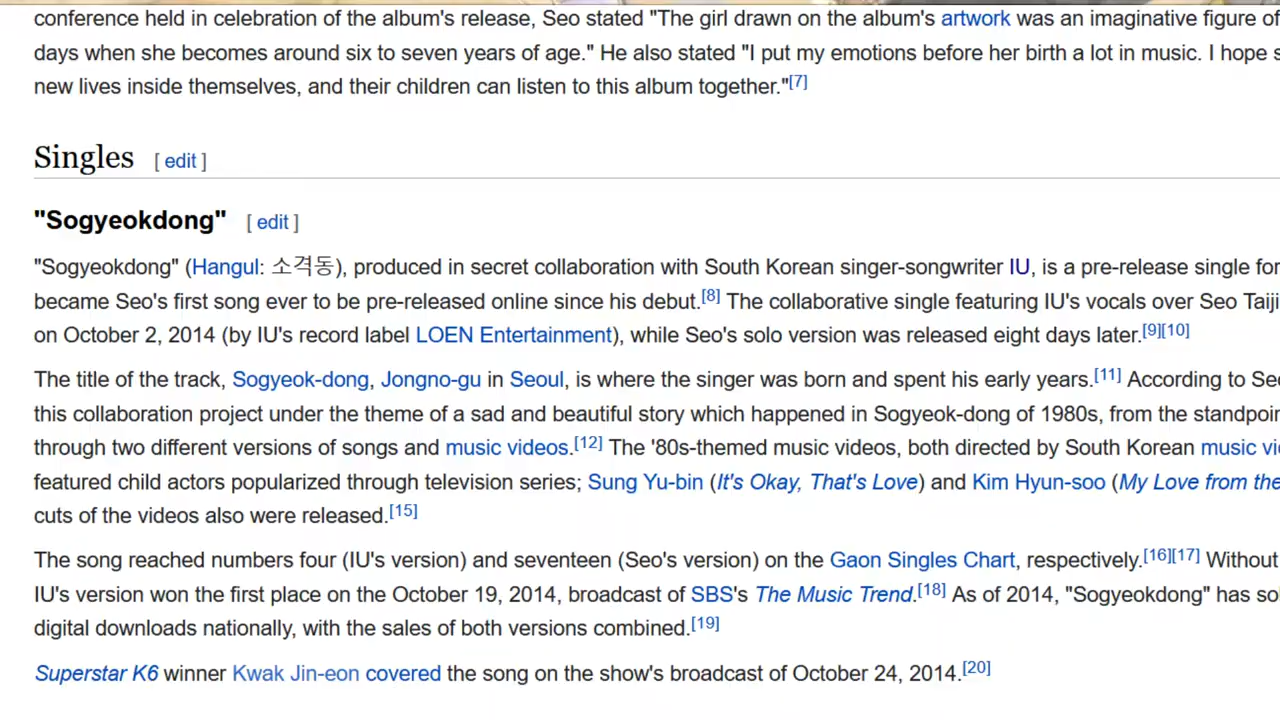 conference held in celebration of the album's release, Seo stated "The girl drawn on the album's artwork was an imaginative figure of
days when she becomes around six to seven years of age." He also stated "I put my emotions before her birth a lot in music. I hope s
new lives inside themselves, and their children can listen to this album together."[7]
Singles [ edit ]
"Sogyeokdong" [ edit ]
"Sogyeokdong" (Hangul: 소격동), produced in secret collaboration with South Korean singer-songwriter IU, is a pre-release single for
became Seo's first song ever to be pre-released online since his debut.[8] The collaborative single featuring IU's vocals over Seo Taiji
on October 2, 2014 (by IU's record label LOEN Entertainment), while Seo's solo version was released eight days later.[9][10]
The title of the track, Sogyeok-dong, Jongno-gu in Seoul, is where the singer was born and spent his early years.[11] According to Seo
this collaboration project under the theme of a sad and beautiful story which happened in Sogyeok-dong of 1980s, from the standpoin
through two different versions of songs and music videos.[12] The '80s-themed music videos, both directed by South Korean music vi
featured child actors popularized through television series; Sung Yu-bin (It's Okay, That's Love) and Kim Hyun-soo (My Love from the
cuts of the videos also were released.[15]
The song reached numbers four (IU's version) and seventeen (Seo's version) on the Gaon Singles Chart, respectively.[16][17] Without
IU's version won the first place on the October 19, 2014, broadcast of SBS's The Music Trend.[18] As of 2014, "Sogyeokdong" has sol
digital downloads nationally, with the sales of both versions combined.[19]
Superstar K6 winner Kwak Jin-eon covered the song on the show's broadcast of October 24, 2014.[20]